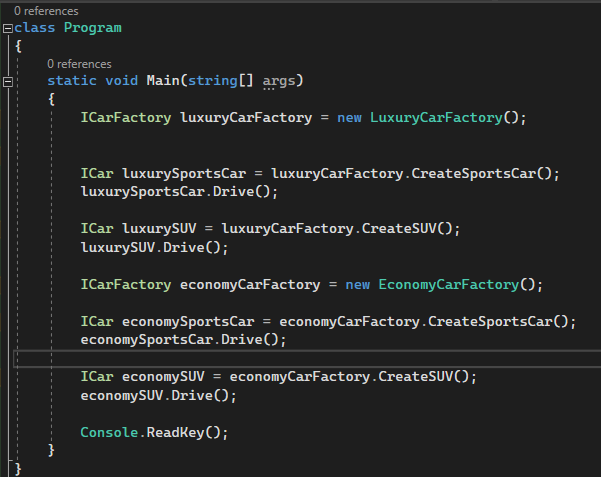 0 references
class Program
{
0 references
static void Main(string[] args)
{
ICarFactory luxuryCarFactory = new LuxuryCarFactory();
ICar luxurySportsCar = luxuryCarFactory.CreateSportsCar();
luxurySportsCar.Drive();
ICar luxurySUV = luxuryCarFactory.CreateSUV();
luxurySUV.Drive();
ICarFactory economyCarFactory = new EconomyCarFactory();
ICar economySportsCar = economyCarFactory.CreateSportsCar();
economySportsCar.Drive();
ICar economySUV = economyCarFactory.CreateSUV();
economySUV.Drive();
Console.ReadKey();
}
}